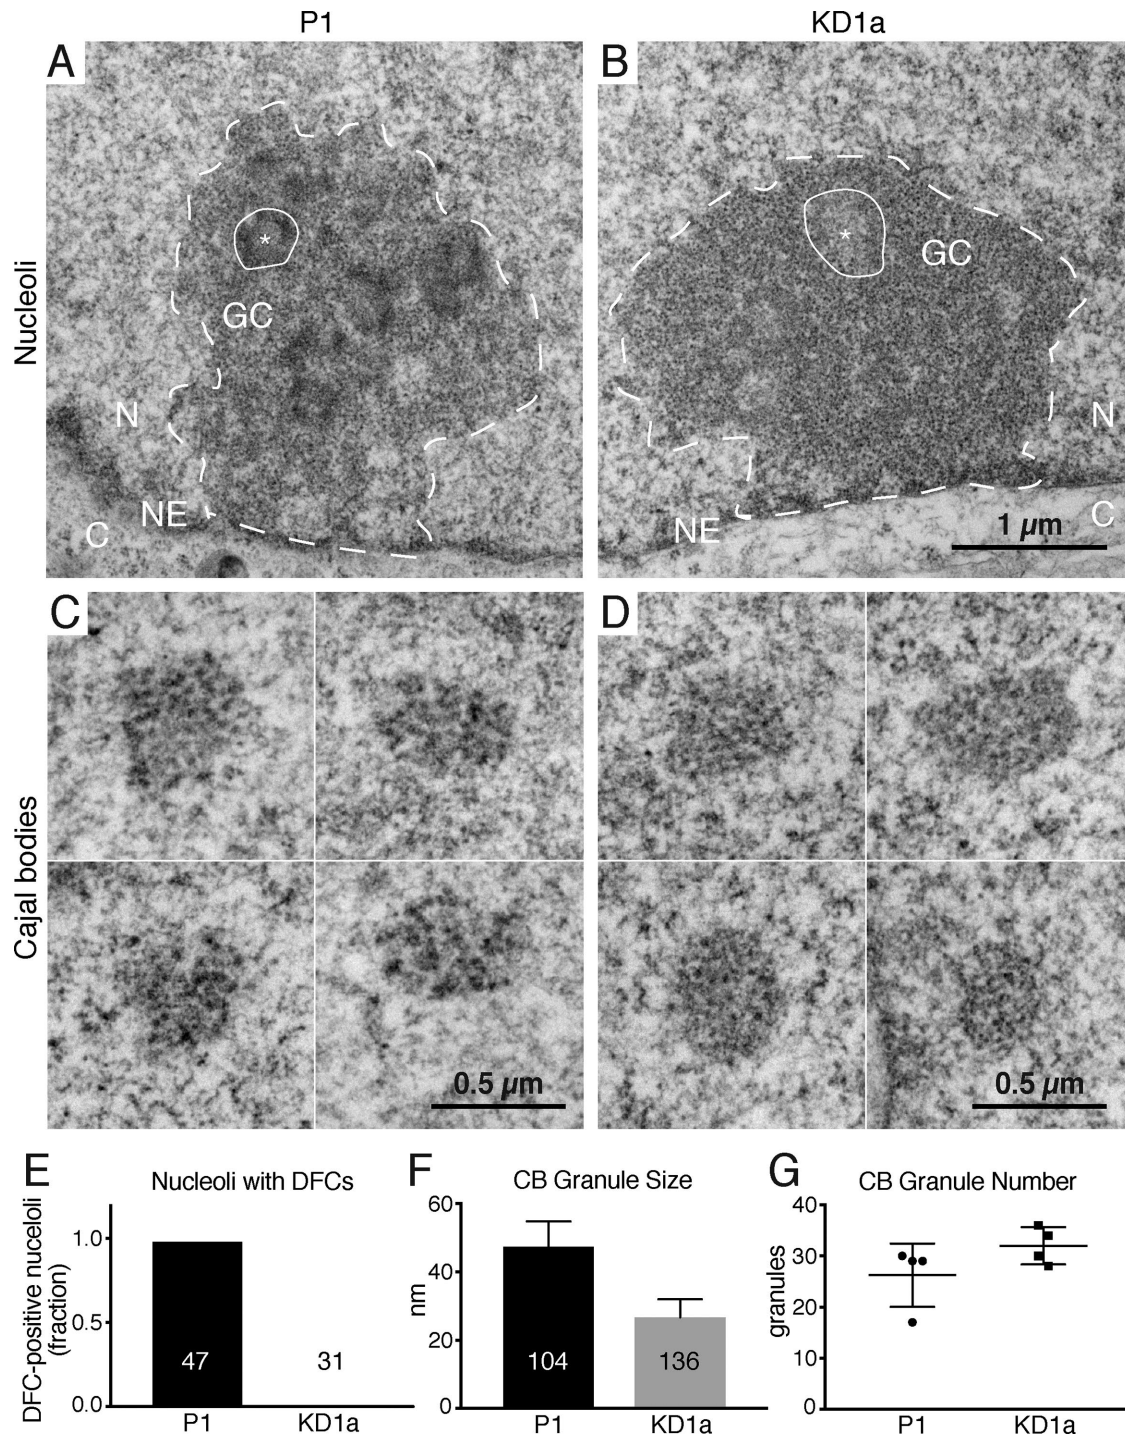 P1
KD1a
A
B
Nucleoli
*
*
GC
GC
N
N
NE
NE
C
C
1 µm
C
D
Cajal bodies
0.5 µm
0.5 µm
E
Nucleoli with DFCs
DFC-positive nuceloli
(fraction)
1.0
0.5
0.0
47
31
P1
KD1a
F
CB Granule Size
nm
60
40
20
0
104
136
P1
KD1a
G
CB Granule Number
granules
40
30
20
10
0
P1
KD1a